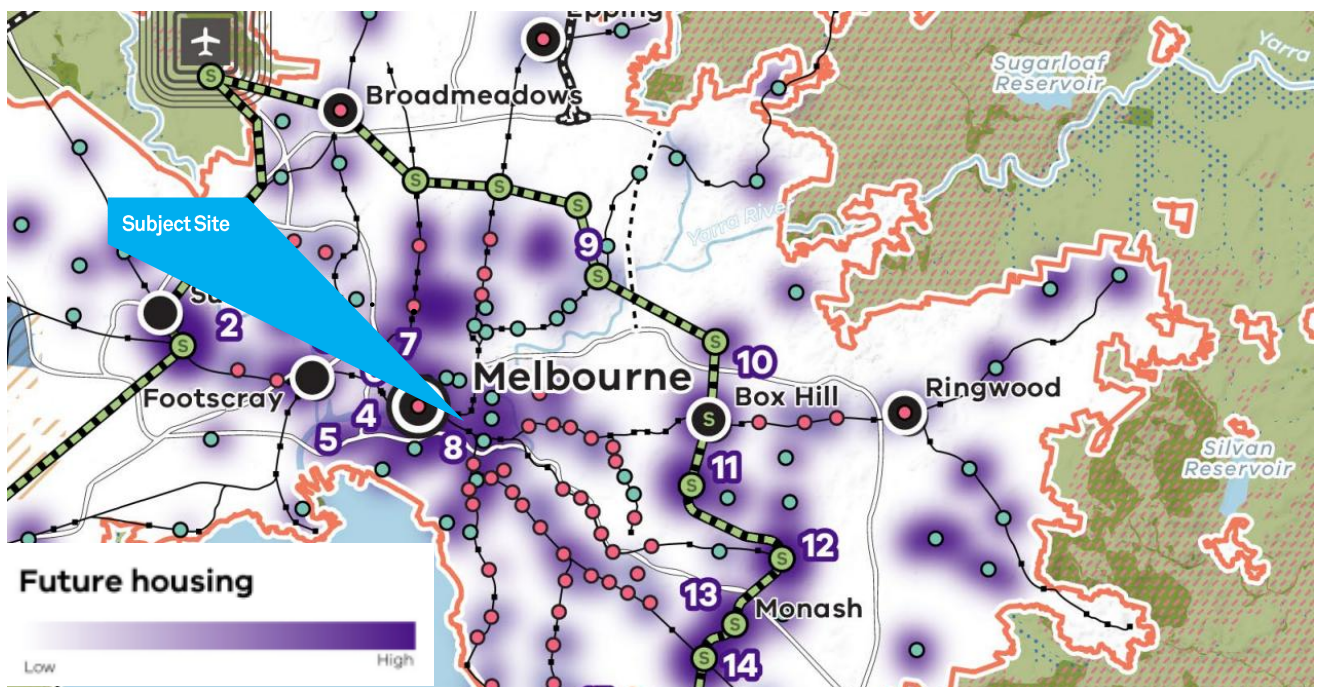 Epping
Sugarloaf
Reservoir
Yarra
Broadmeadows
S
S
S
S
Yarra River
9
Subject Site
S
2
S
7
10
S
Melbourne
Footscray
Box Hill
Ringwood
4
5
8
S
11
S
Silvan
Reservoir
12
S
Future housing
Low
High
13
Monash
S
14
S